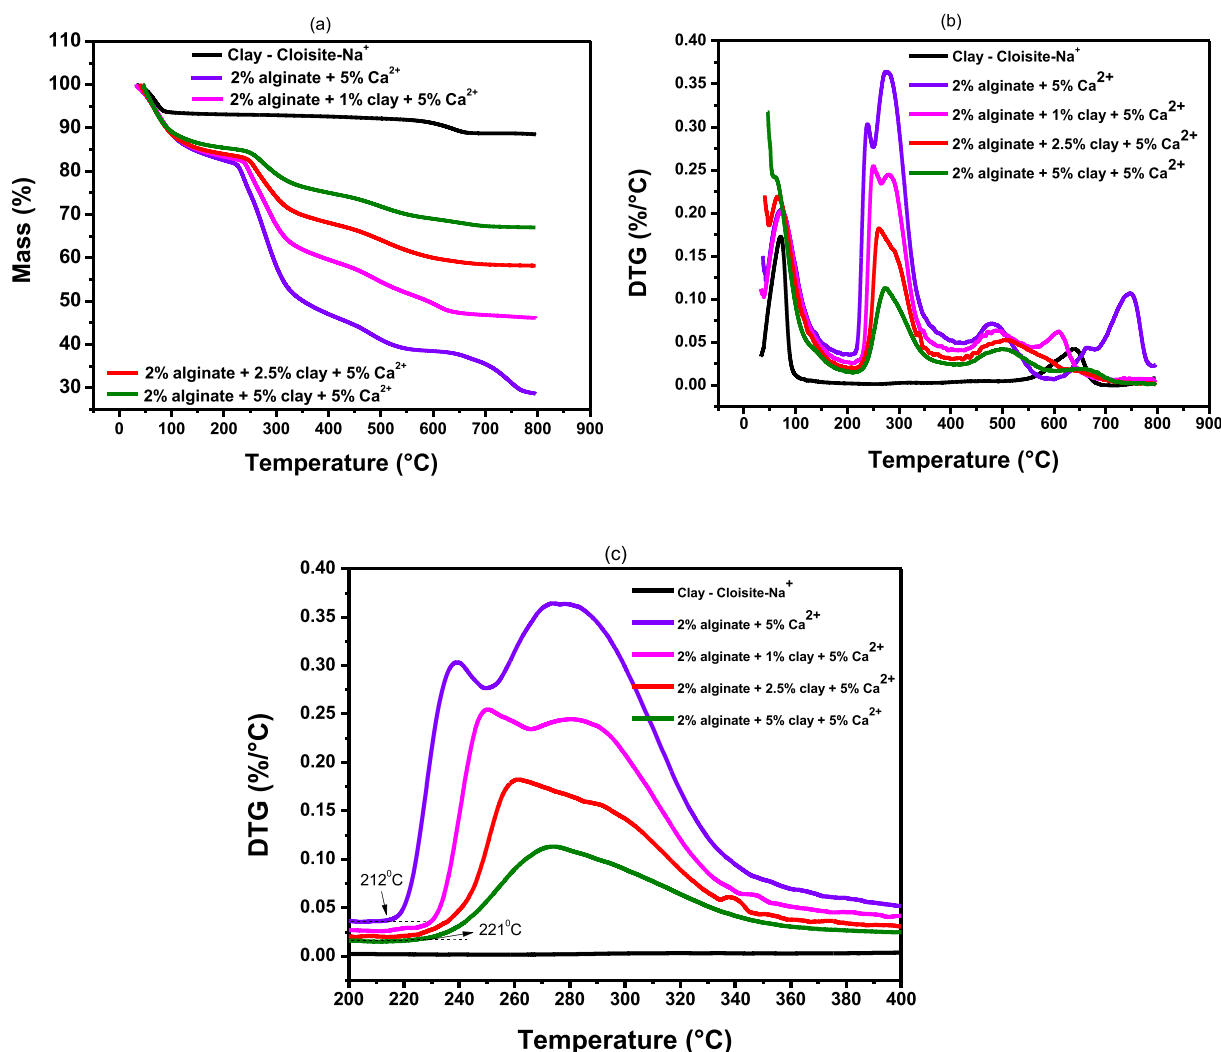 (a)
110
100
90
80
70
60
50
40
30
Mass (%)
Clay - Cloisite-Na⁺
2% alginate + 5% Ca²⁺
2% alginate + 1% clay + 5% Ca²⁺
2% alginate + 2.5% clay + 5% Ca²⁺
2% alginate + 5% clay + 5% Ca²⁺
0 100 200 300 400 500 600 700 800 900
Temperature (°C)
(b)
0.40
0.35
0.30
0.25
0.20
0.15
0.10
0.05
0.00
DTG (%/°C)
Clay - Cloisite-Na⁺
2% alginate + 5% Ca²⁺
2% alginate + 1% clay + 5% Ca²⁺
2% alginate + 2.5% clay + 5% Ca²⁺
2% alginate + 5% clay + 5% Ca²⁺
0 100 200 300 400 500 600 700 800 900
Temperature (°C)
(c)
0.40
0.35
0.30
0.25
0.20
0.15
0.10
0.05
0.00
DTG (%/°C)
Clay - Cloisite-Na⁺
2% alginate + 5% Ca²⁺
2% alginate + 1% clay + 5% Ca²⁺
2% alginate + 2.5% clay + 5% Ca²⁺
2% alginate + 5% clay + 5% Ca²⁺
212⁰C
221⁰C
200 220 240 260 280 300 320 340 360 380 400
Temperature (°C)